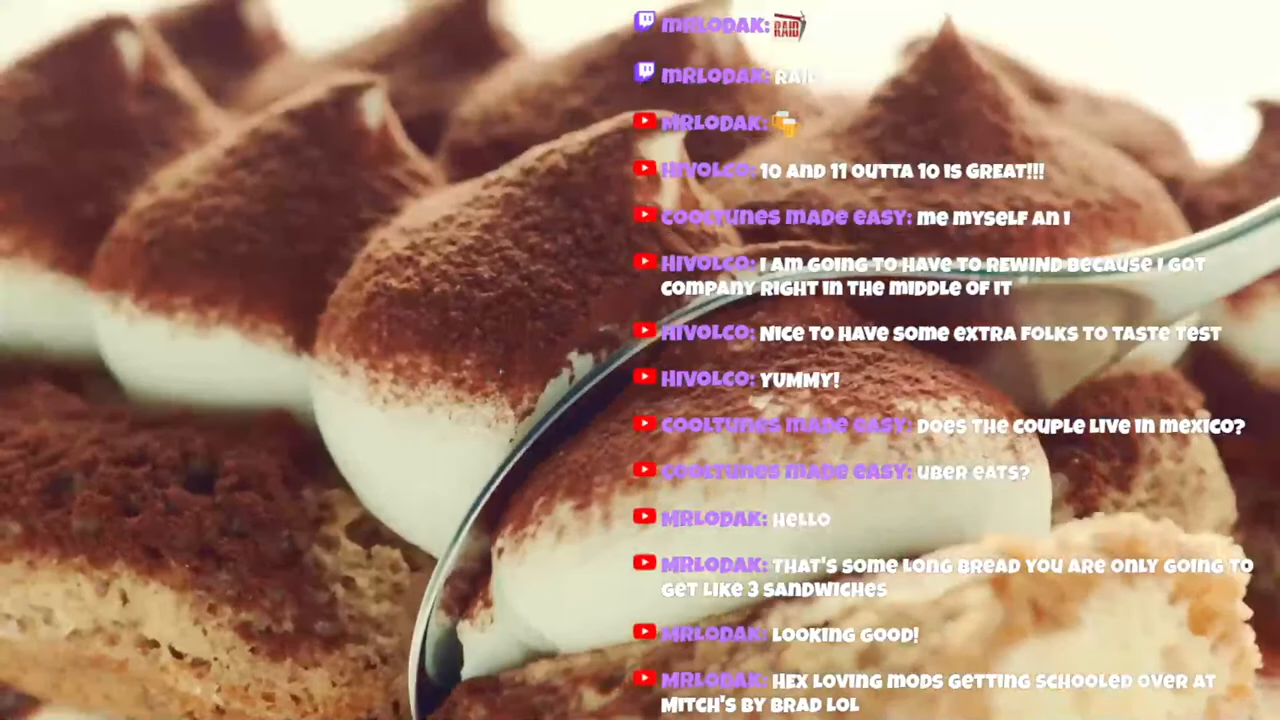 MRLODAK: RAID
MRLODAK: RAID
MRLODAK:
HIVOLCO: 10 AND 11 OUTTA 10 IS GREAT!!!
COOLTUNES MADE EASY: ME MYSELF AN I
HIVOLCO: I AM GOING TO HAVE TO REWIND BECAUSE I GOT
COMPANY RIGHT IN THE MIDDLE OF IT
HIVOLCO: NICE TO HAVE SOME EXTRA FOLKS TO TASTE TEST
HIVOLCO: YUMMY!
COOLTUNES MADE EASY: DOES THE COUPLE LIVE IN MEXICO?
COOLTUNES MADE EASY: UBER EATS?
MRLODAK: HELLO
MRLODAK: THAT'S SOME LONG BREAD YOU ARE ONLY GOING TO
GET LIKE 3 SANDWICHES
MRLODAK: LOOKING GOOD!
MRLODAK: HEX LOVING MODS GETTING SCHOOLED OVER AT
MITCH'S BY BRAD LOL